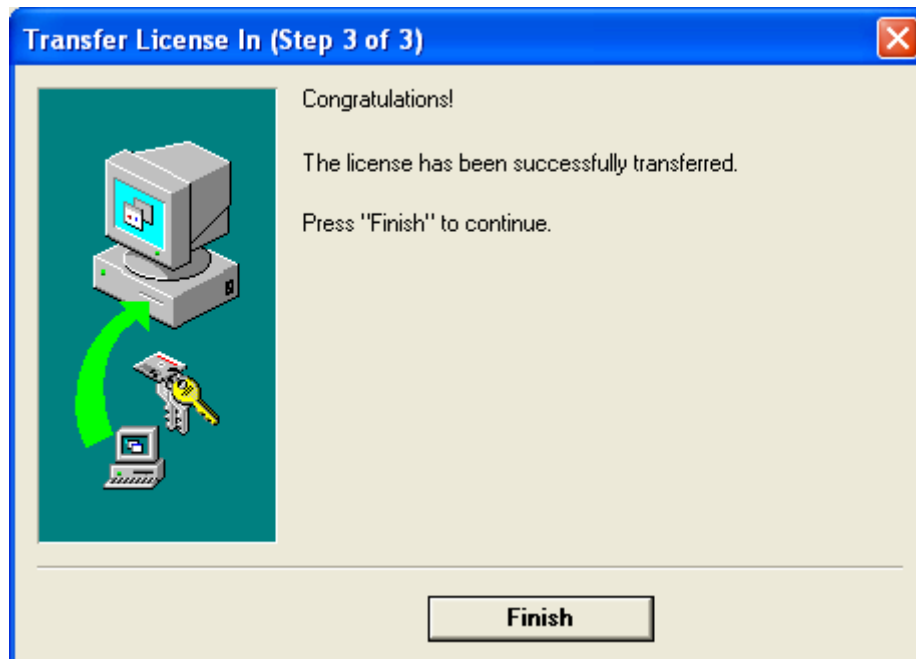 Transfer License In (Step 3 of 3)
Congratulations!
The license has been successfully transferred.
Press "Finish" to continue.
Finish